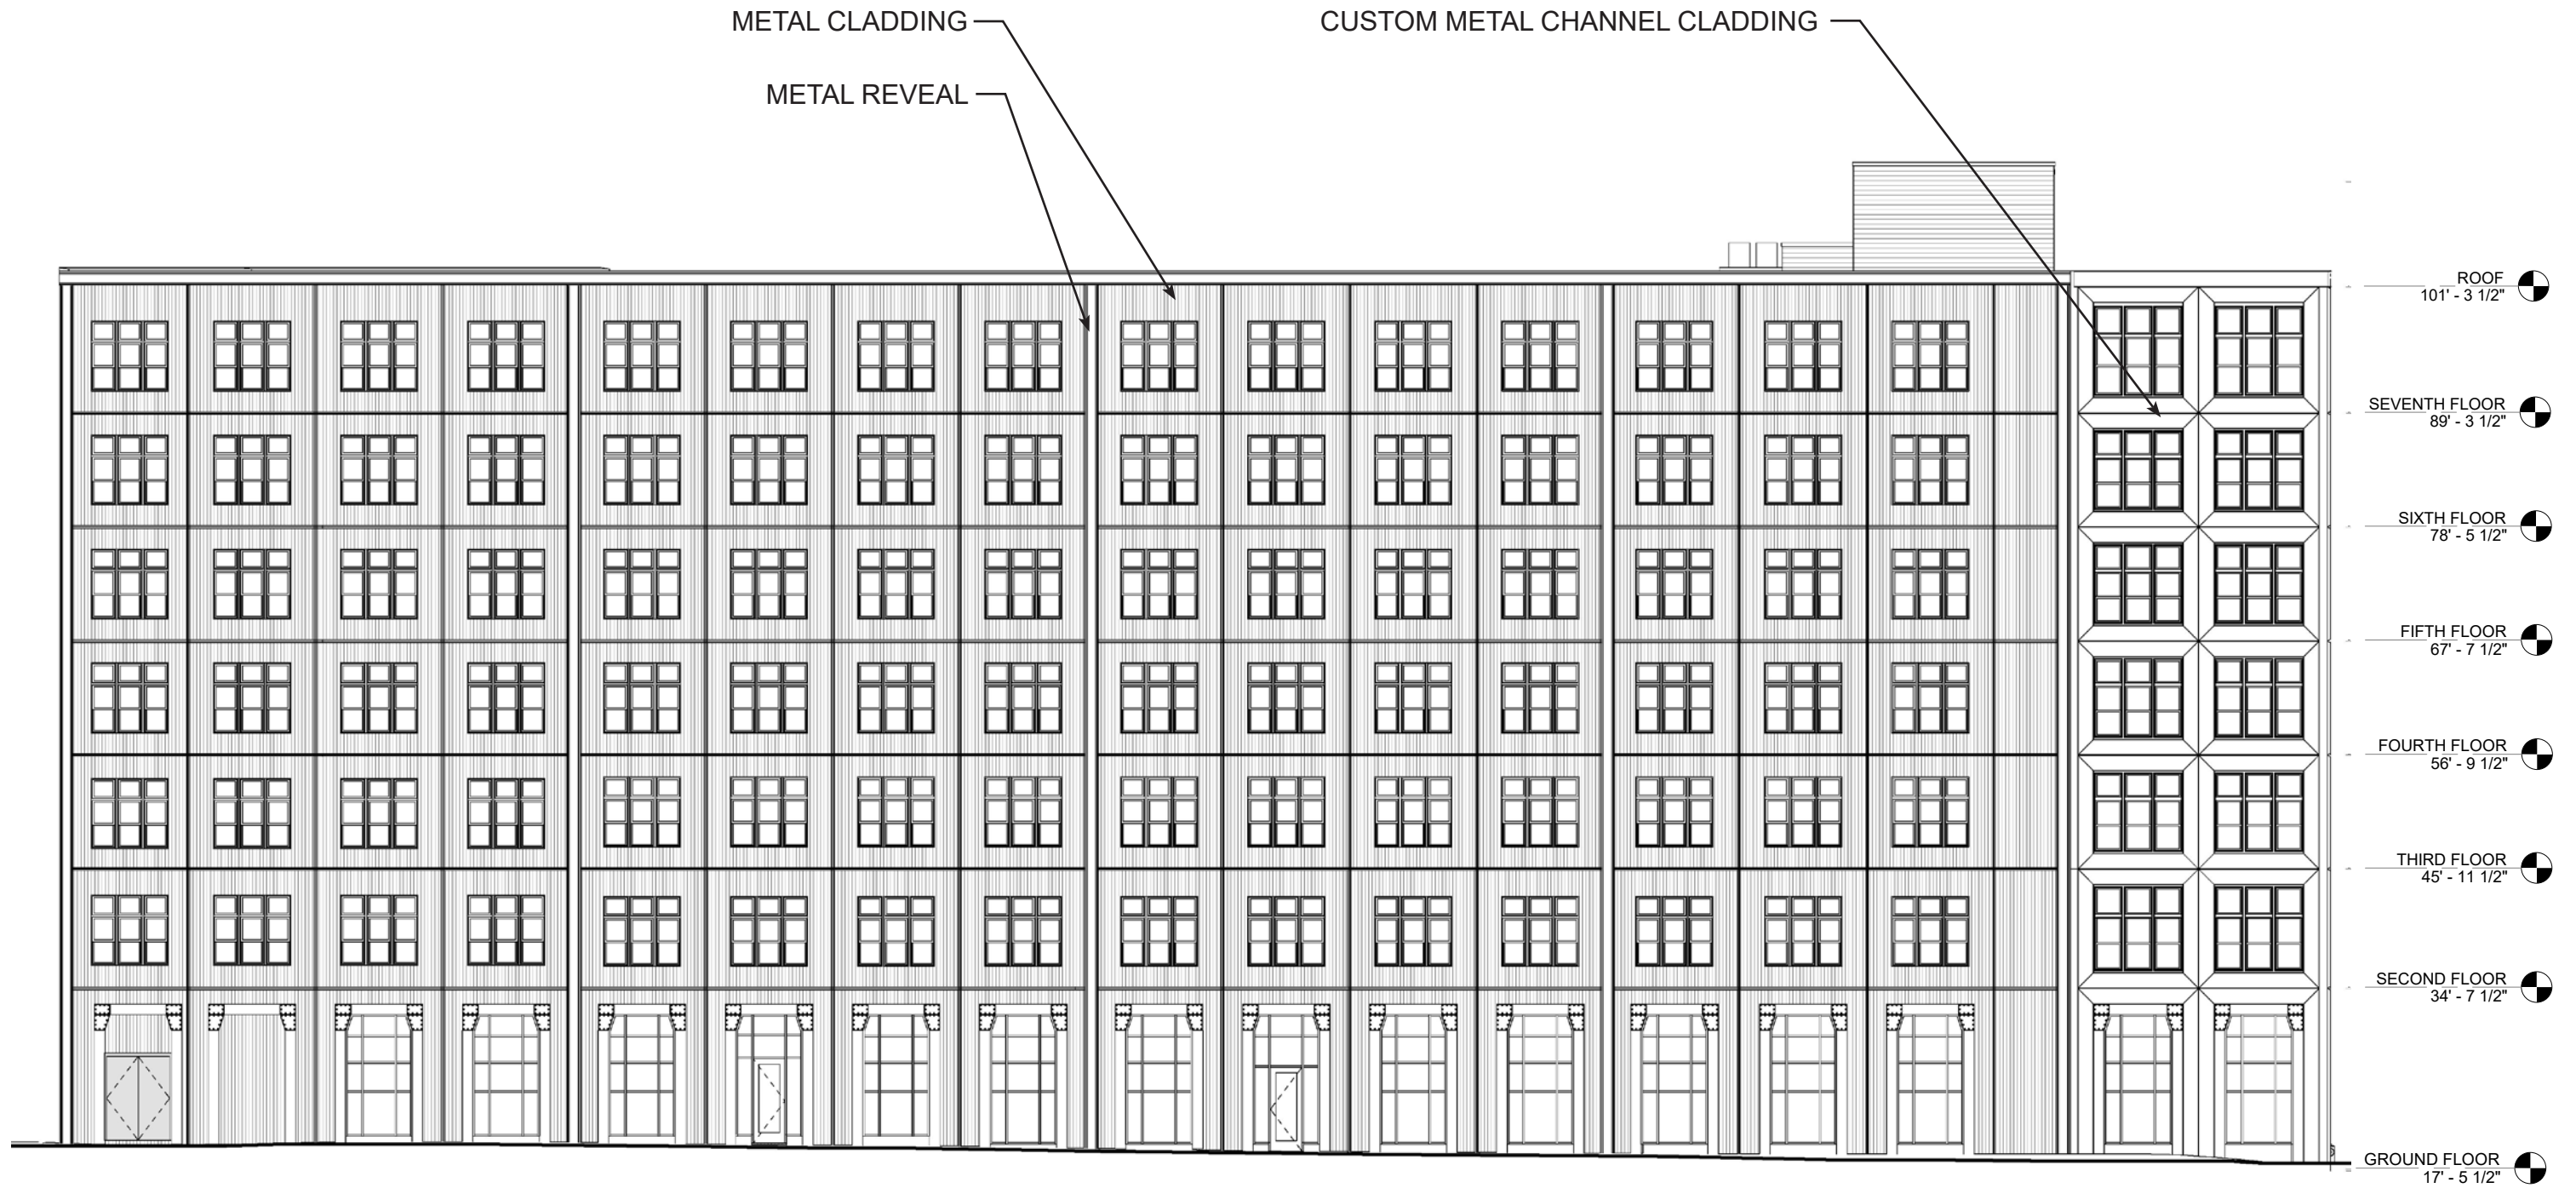 METAL CLADDING
CUSTOM METAL CHANNEL CLADDING
METAL REVEAL
ROOF
101' - 3 1/2"
SEVENTH FLOOR
89' - 3 1/2"
SIXTH FLOOR
78' - 5 1/2"
FIFTH FLOOR
67' - 7 1/2"
FOURTH FLOOR
56' - 9 1/2"
THIRD FLOOR
45' - 11 1/2"
SECOND FLOOR
34' - 7 1/2"
GROUND FLOOR
17' - 5 1/2"